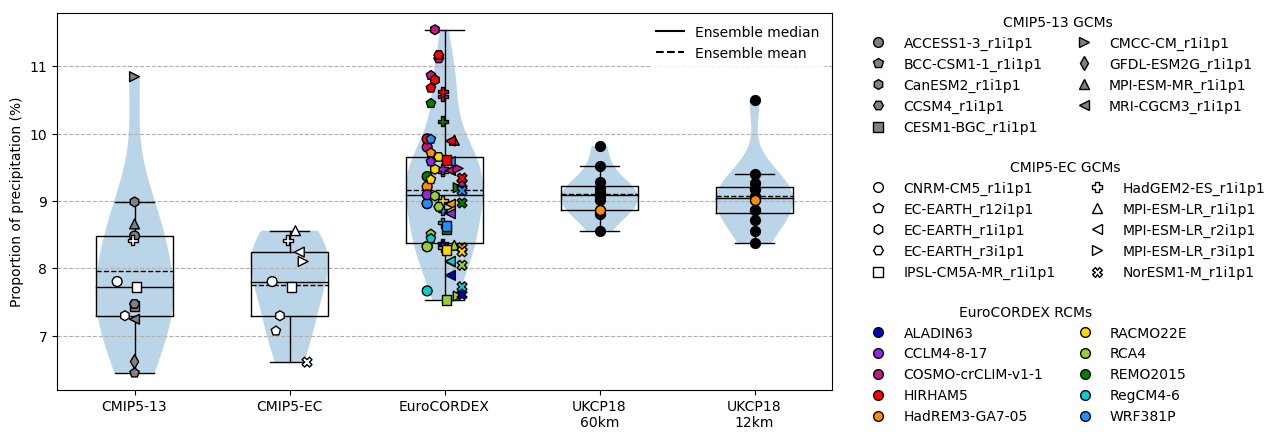 Proportion of precipitation (%)
11
10
9
8
7
Ensemble median
Ensemble mean
CMIP5-13
CMIP5-EC
EuroCORDEX
UKCP18
60km
UKCP18
12km
CMIP5-13 GCMs
ACCESS1-3_r1i1p1
BCC-CSM1-1_r1i1p1
CanESM2_r1i1p1
CCSM4_r1i1p1
CESM1-BGC_r1i1p1
CMCC-CM_r1i1p1
GFDL-ESM2G_r1i1p1
MPI-ESM-MR_r1i1p1
MRI-CGCM3_r1i1p1
CMIP5-EC GCMs
CNRM-CM5_r1i1p1
EC-EARTH_r12i1p1
EC-EARTH_r1i1p1
EC-EARTH_r3i1p1
IPSL-CM5A-MR_r1i1p1
HadGEM2-ES_r1i1p1
MPI-ESM-LR_r1i1p1
MPI-ESM-LR_r2i1p1
MPI-ESM-LR_r3i1p1
NorESM1-M_r1i1p1
EuroCORDEX RCMs
ALADIN63
CCLM4-8-17
COSMO-crCLIM-v1-1
HIRHAM5
HadREM3-GA7-05
RACMO22E
RCA4
REMO2015
RegCM4-6
WRF381P